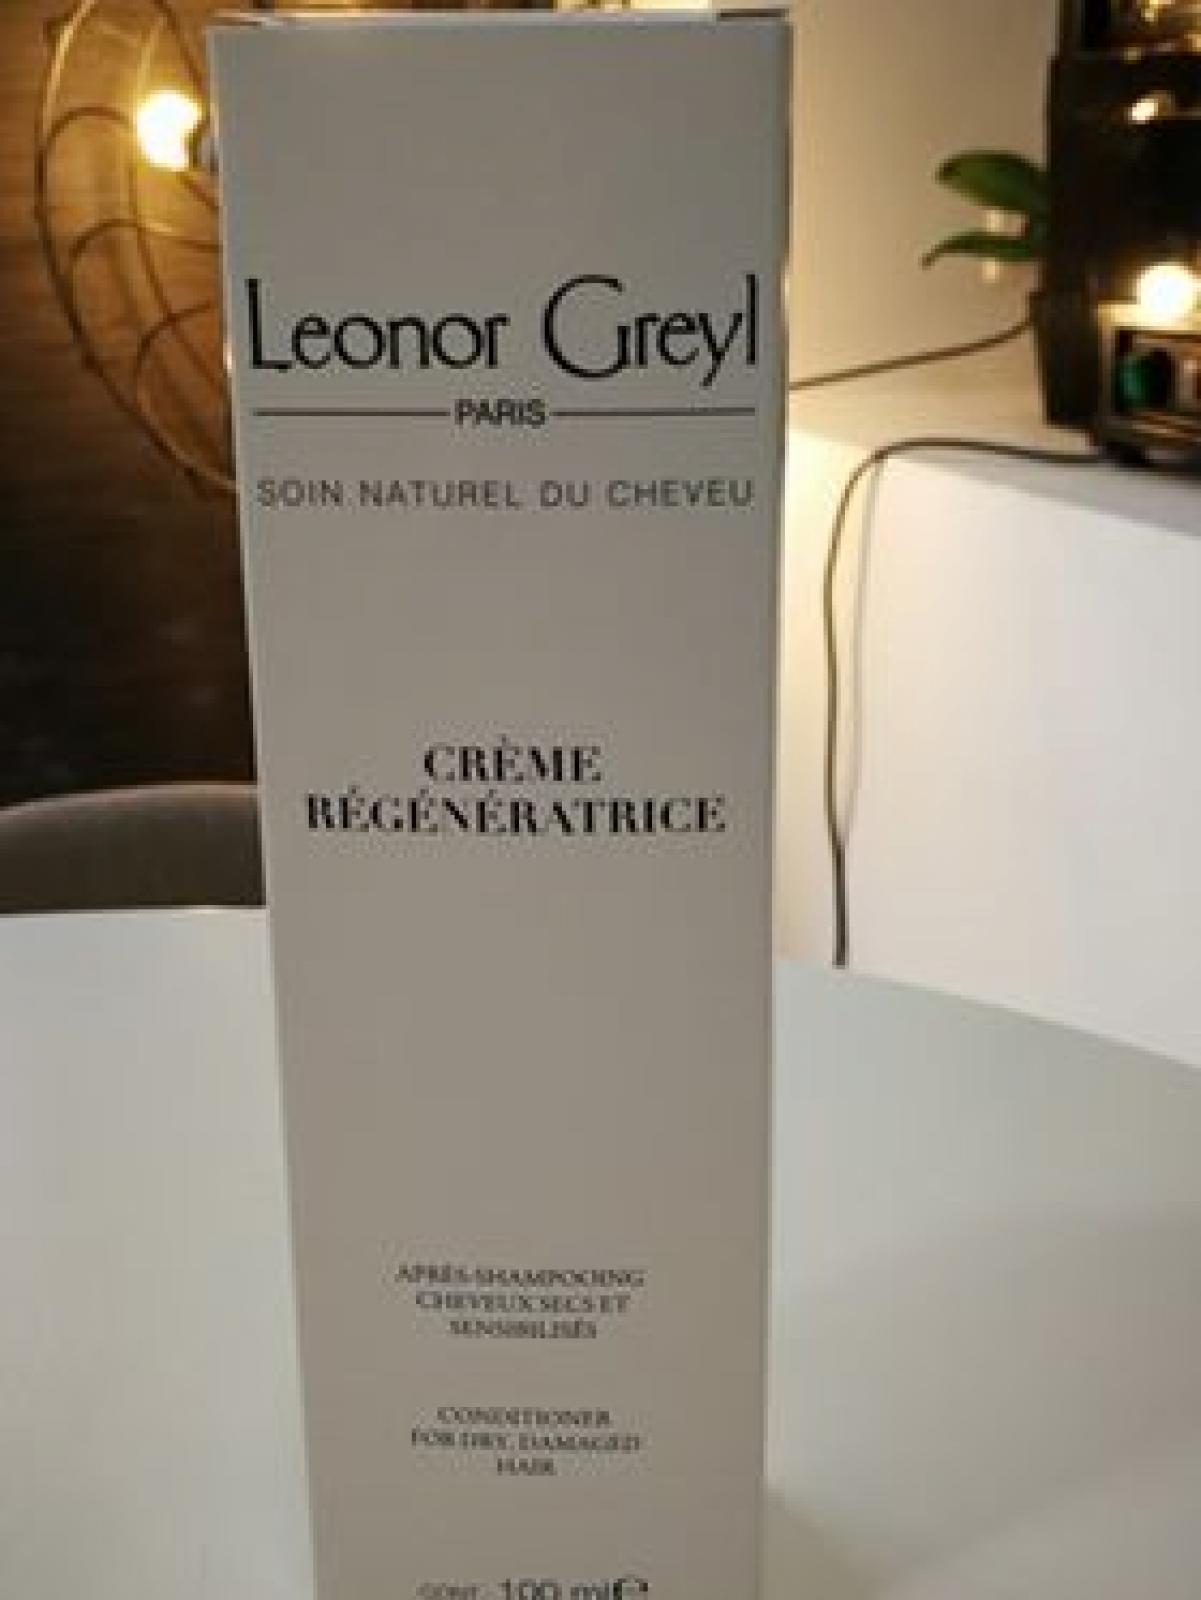 Leonor Greyl
PARIS
SOIN NATUREL DU CHEVEU
CRÈME
RÉGÉNÉRATRICE
APRÈS-SHAMPOOING
CHEVEUX SECS ET
SENSIBILISÉS
CONDITIONER
FOR DRY, DAMAGED
HAIR
CONT. 100 ml ℮